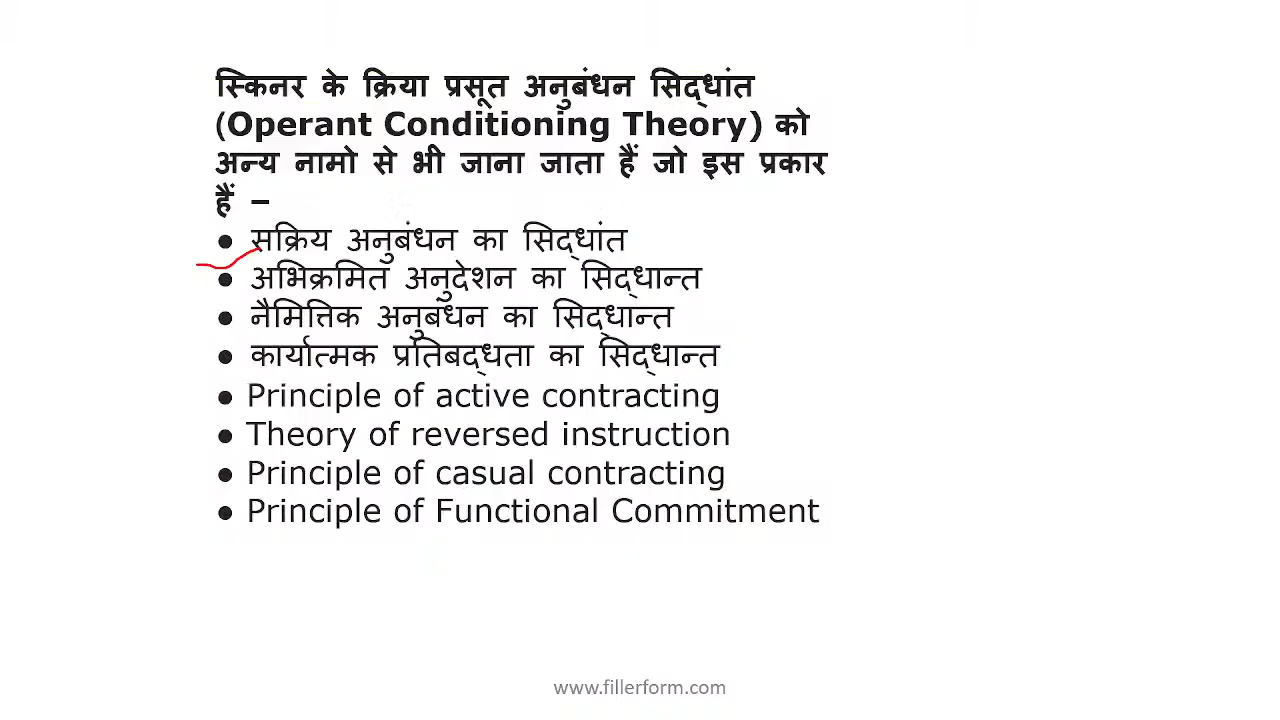 स्किनर के क्रिया प्रसूत अनुबंधन सिद्धांत
(Operant Conditioning Theory) को
अन्य नामो से भी जाना जाता हैं जो इस प्रकार
हैं –
● सक्रिय अनुबंधन का सिद्धांत
● अभिक्रमित अनुदेशन का सिद्धान्त
● नैमित्तिक अनुबंधन का सिद्धान्त
● कार्यात्मक प्रतिबद्धता का सिद्धान्त
● Principle of active contracting
● Theory of reversed instruction
● Principle of casual contracting
● Principle of Functional Commitment
www.fillerform.com